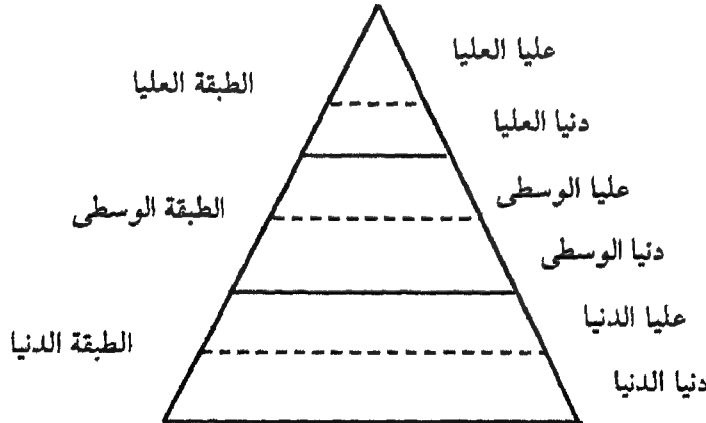 عليا العليا
الطبقة العليا
دنيا العليا
عليا الوسطى
الطبقة الوسطى
دنيا الوسطى
عليا الدنيا
الطبقة الدنيا
دنيا الدنيا